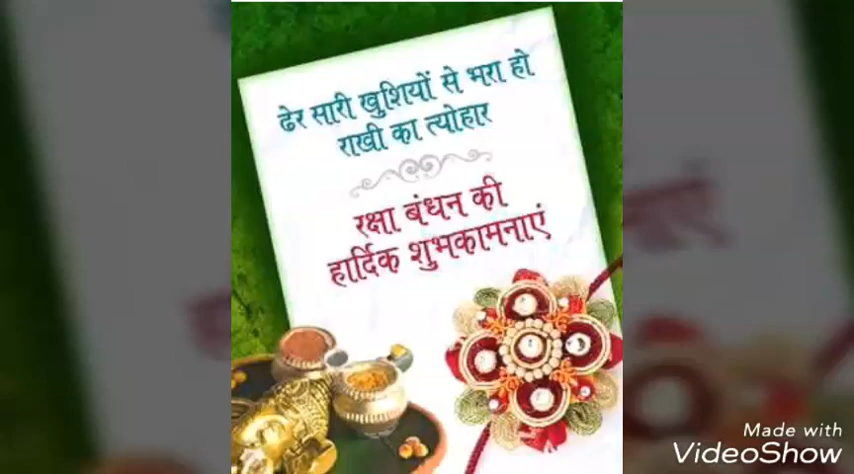 ढेर सारी खुशियों से भरा हो
राखी का त्योहार
रक्षा बंधन की
हार्दिक शुभकामनाएं
Made with
VideoShow